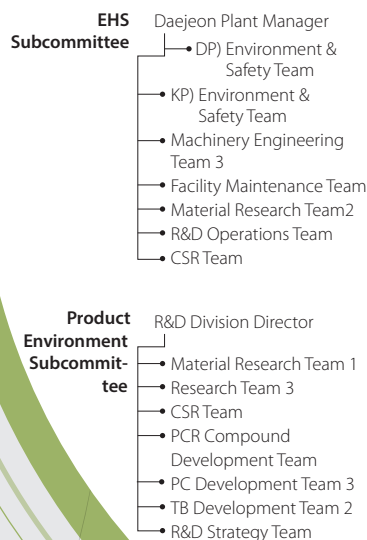 EHS
Subcommittee
Daejeon Plant Manager
DP) Environment &
Safety Team
KP) Environment &
Safety Team
Machinery Engineering
Team 3
Facility Maintenance Team
Material Research Team2
R&D Operations Team
CSR Team
Product
Environment
Subcommit-
tee
R&D Division Director
Material Research Team 1
Research Team 3
CSR Team
PCR Compound
Development Team
PC Development Team 3
TB Development Team 2
R&D Strategy Team